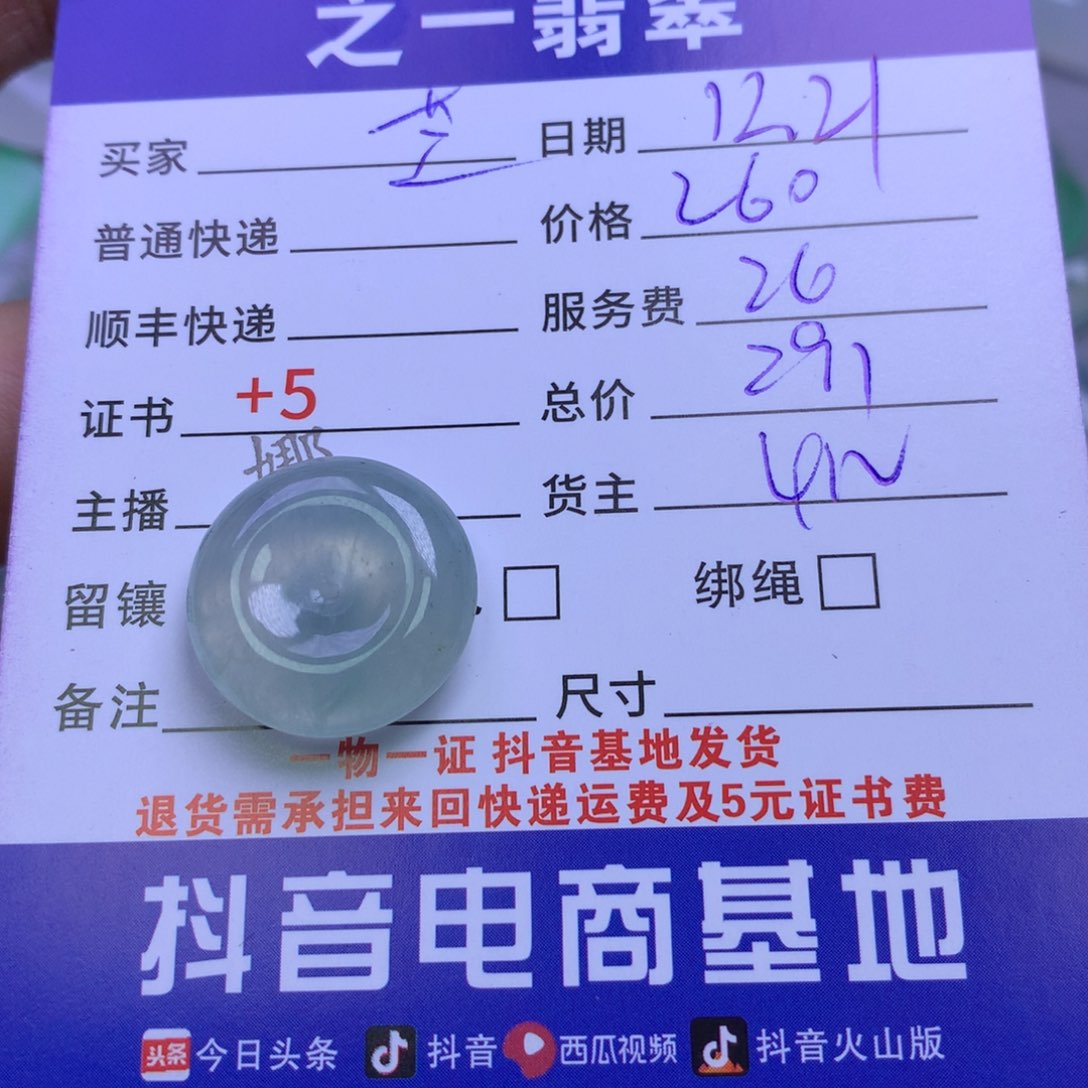 之一翡翠
买家 日期 12.21
普通快递 价格 260
顺丰快递 服务费 26
证书 +5 总价 291
主播 娜 货主
留镶 绑绳
备注 尺寸
一物一证 抖音基地发货
退货需承担来回快递运费及5元证书费
抖音电商基地
头条 今日头条 抖音 西瓜视频 抖音火山版